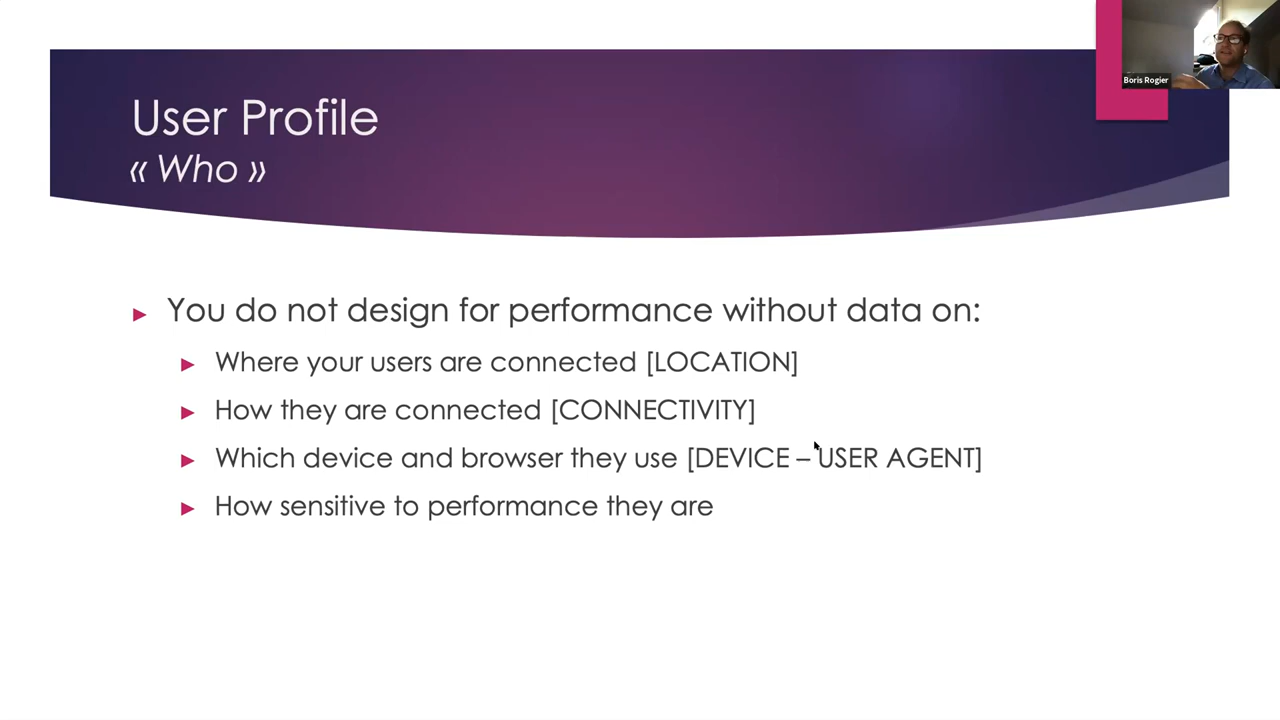 Boris Rogier
User Profile
« Who »
You do not design for performance without data on:
Where your users are connected [LOCATION]
How they are connected [CONNECTIVITY]
Which device and browser they use [DEVICE – USER AGENT]
How sensitive to performance they are